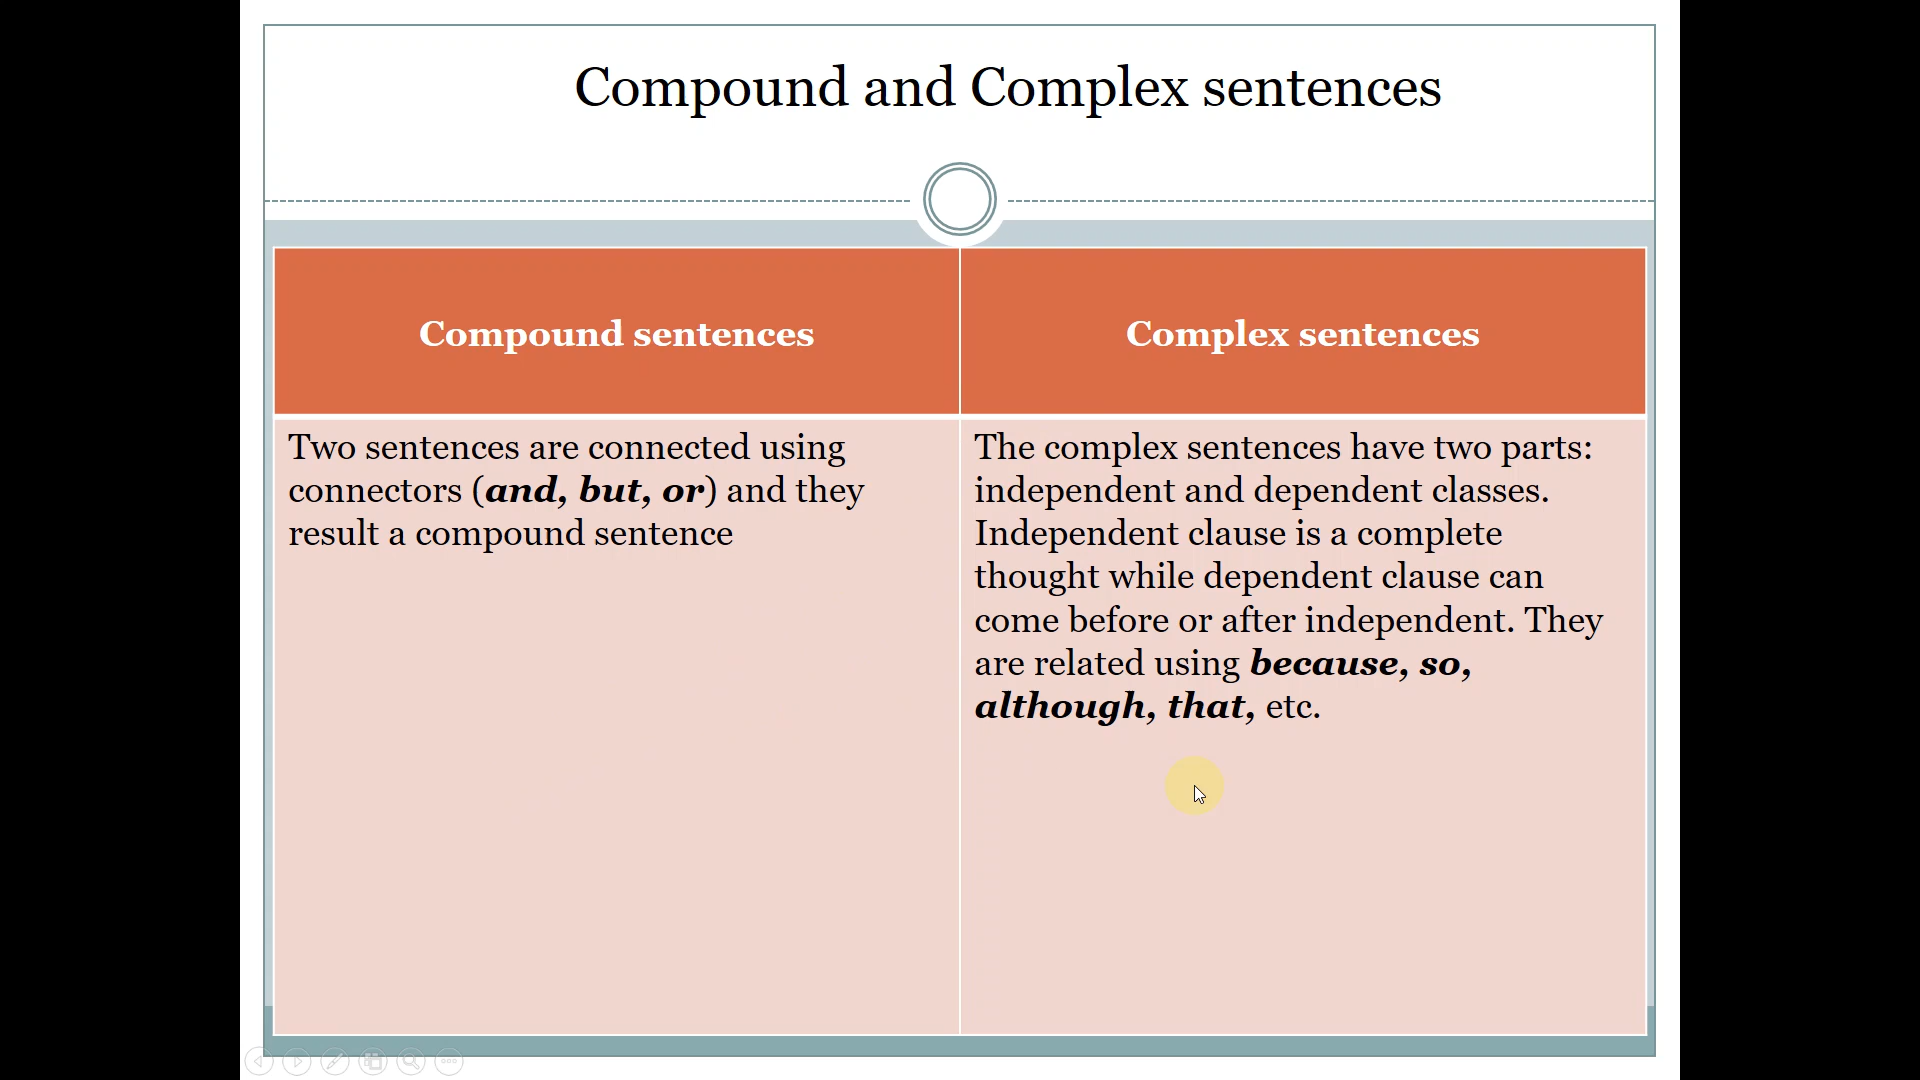 Compound and Complex sentences
Compound sentences
Complex sentences
Two sentences are connected using
connectors (and, but, or) and they
result a compound sentence
The complex sentences have two parts:
independent and dependent classes.
Independent clause is a complete
thought while dependent clause can
come before or after independent. They
are related using because, so,
although, that, etc.